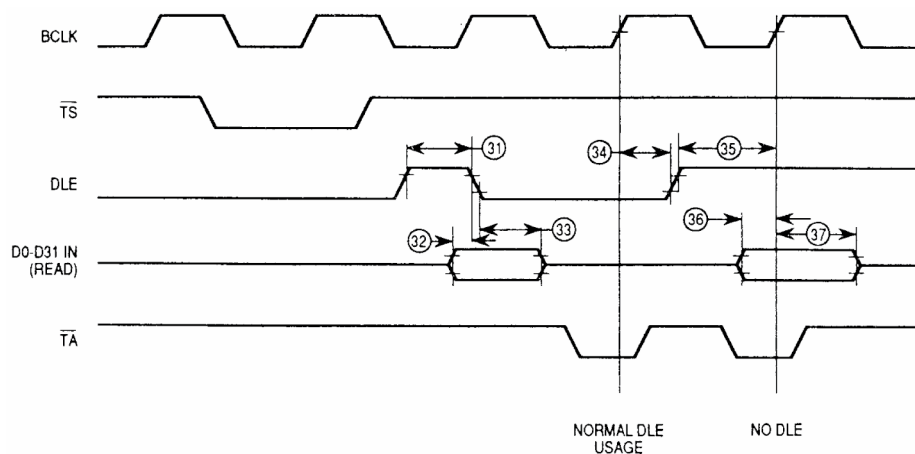 BCLK
TS
31
34
35
DLE
36
32
33
37
D0-D31 IN
(READ)
TA
NORMAL DLE
USAGE
NO DLE